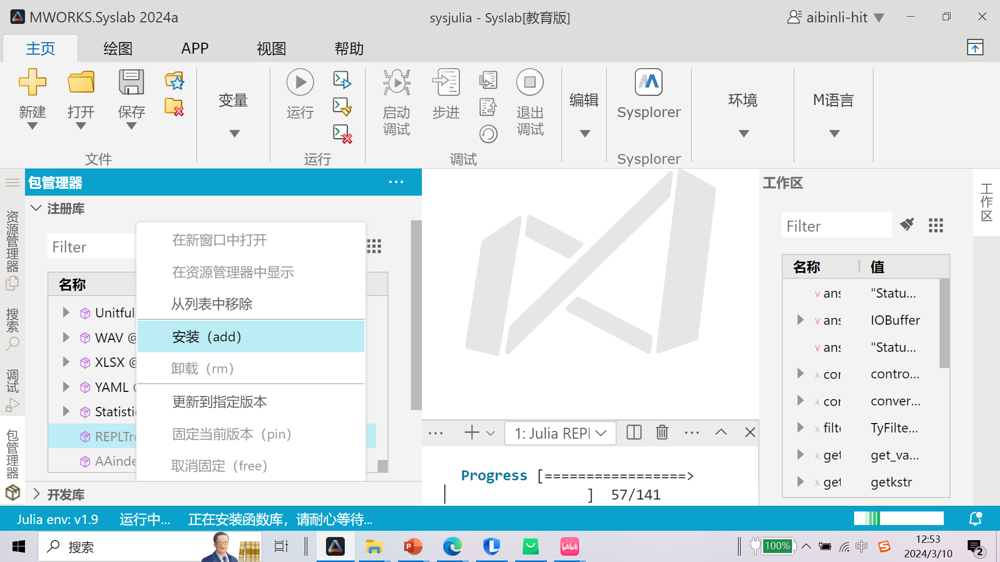 MWORKS.Syslab 2024a
sysjulia - Syslab[教育版]
aibinli-hit
主页
绘图
APP
视图
帮助
新建
打开
保存
文件
变量
运行
运行
启动
调试
步进
退出
调试
调试
编辑
Sysplorer
Sysplorer
环境
M语言
资源管理器
搜索
调试
包管理器
包管理器
注册库
Filter
名称
Unitful
WAV @
XLSX @
YAML
Statisti
REPLTre
AAinde
在新窗口中打开
在资源管理器中显示
从列表中移除
安装（add）
卸载（rm）
更新到指定版本
固定当前版本（pin）
取消固定（free）
开发库
1: Julia REPl
Progress [=================>
] 57/141
工作区
Filter
名称 值
v ans "Statu...
v ans IOBuffer
v ans "Statu...
λ cor contro...
λ cor conver...
λ filte TyFilte...
λ get get_va...
λ get getkstr
工作区
Julia env: v1.9
运行中...
正在安装函数库，请耐心等待...
搜索
bilibili
100%
中
12:53
2024/3/10
2